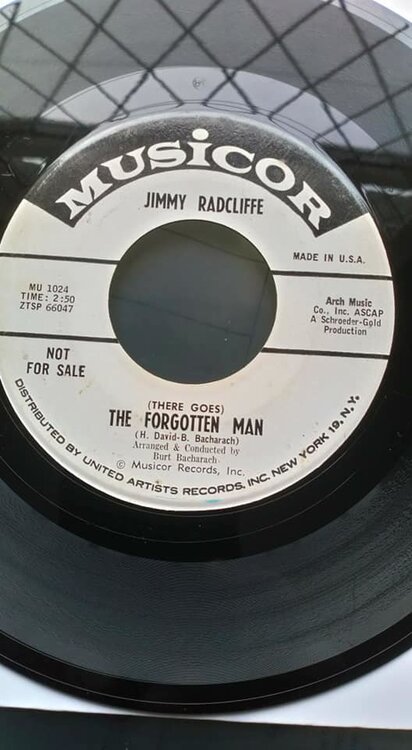 MUSiCOR
JIMMY RADCLIFFE
MADE IN U.S.A.
MU 1024
TIME: 2:50
ZTSP 66047
Arch Music
Co., Inc. ASCAP
A Schroeder-Gold
Production
NOT
FOR SALE
(THERE GOES)
THE FORGOTTEN MAN
(H. David-B. Bacharach)
Arranged & Conducted by
Burt Bacharach
© Musicor Records, Inc.
DISTRIBUTED BY UNITED ARTISTS RECORDS, INC. NEW YORK 19, N.Y.